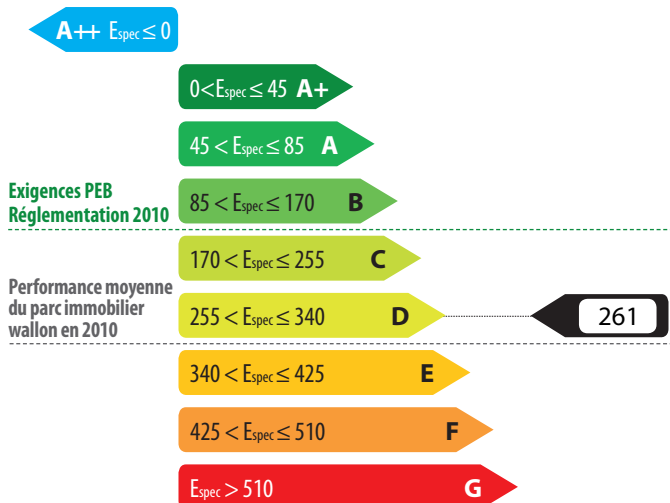 A++ Espec ≤ 0
0 < Espec ≤ 45 A+
45 < Espec ≤ 85 A
Exigences PEB
Réglementation 2010
85 < Espec ≤ 170 B
170 < Espec ≤ 255 C
Performance moyenne
du parc immobilier
wallon en 2010
255 < Espec ≤ 340 D
261
340 < Espec ≤ 425 E
425 < Espec ≤ 510 F
Espec > 510 G